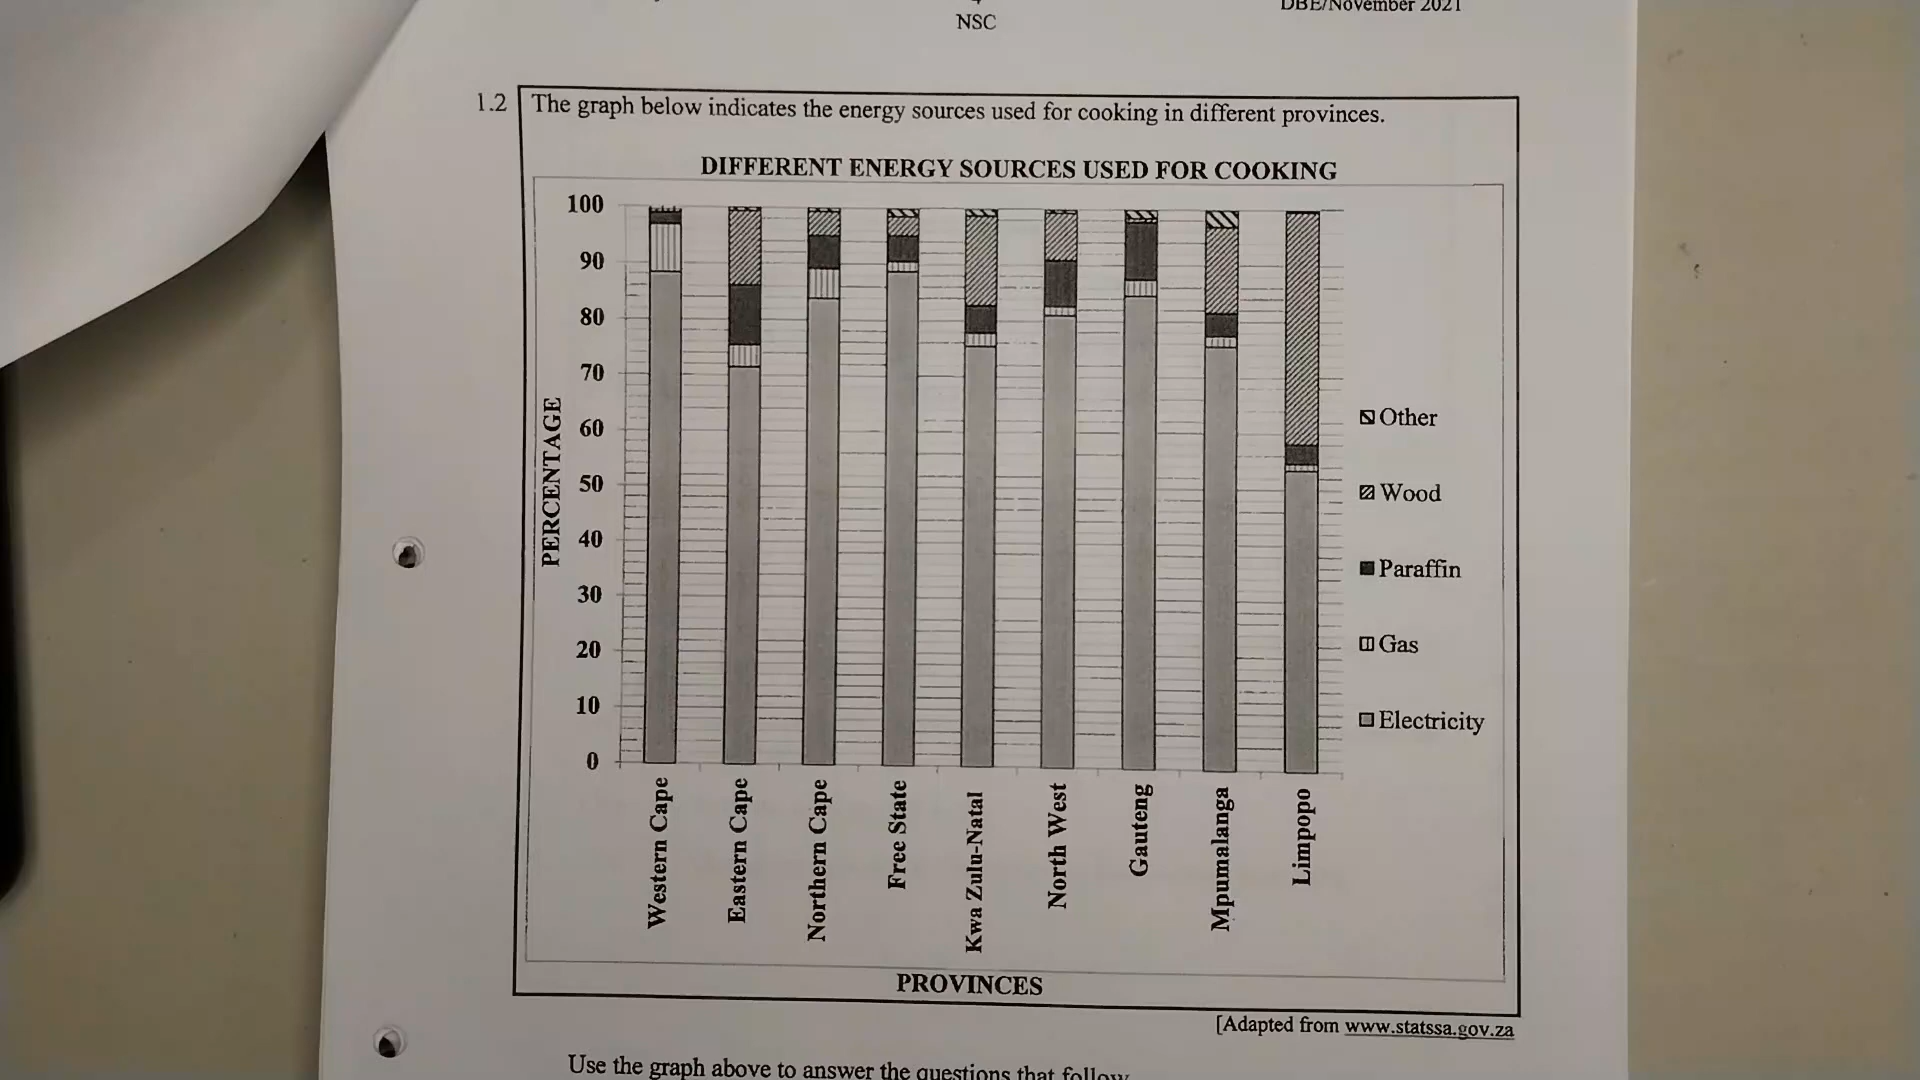 DBE/November 2021
NSC
1.2 The graph below indicates the energy sources used for cooking in different provinces.
DIFFERENT ENERGY SOURCES USED FOR COOKING
100
90
80
70
60
50
40
30
20
10
0
PERCENTAGE
Other
Wood
Paraffin
Gas
Electricity
Western Cape
Eastern Cape
Northern Cape
Free State
Kwa Zulu-Natal
North West
Gauteng
Mpumalanga
Limpopo
PROVINCES
[Adapted from www.statssa.gov.za
Use the graph above to answer the questions that follow